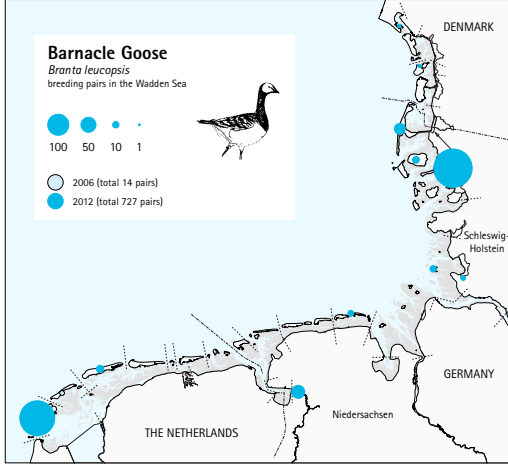 DENMARK
Barnacle Goose
Branta leucopsis
breeding pairs in the Wadden Sea
100 50 10 1
2006 (total 14 pairs)
2012 (total 727 pairs)
Schleswig-
Holstein
GERMANY
Niedersachsen
THE NETHERLANDS